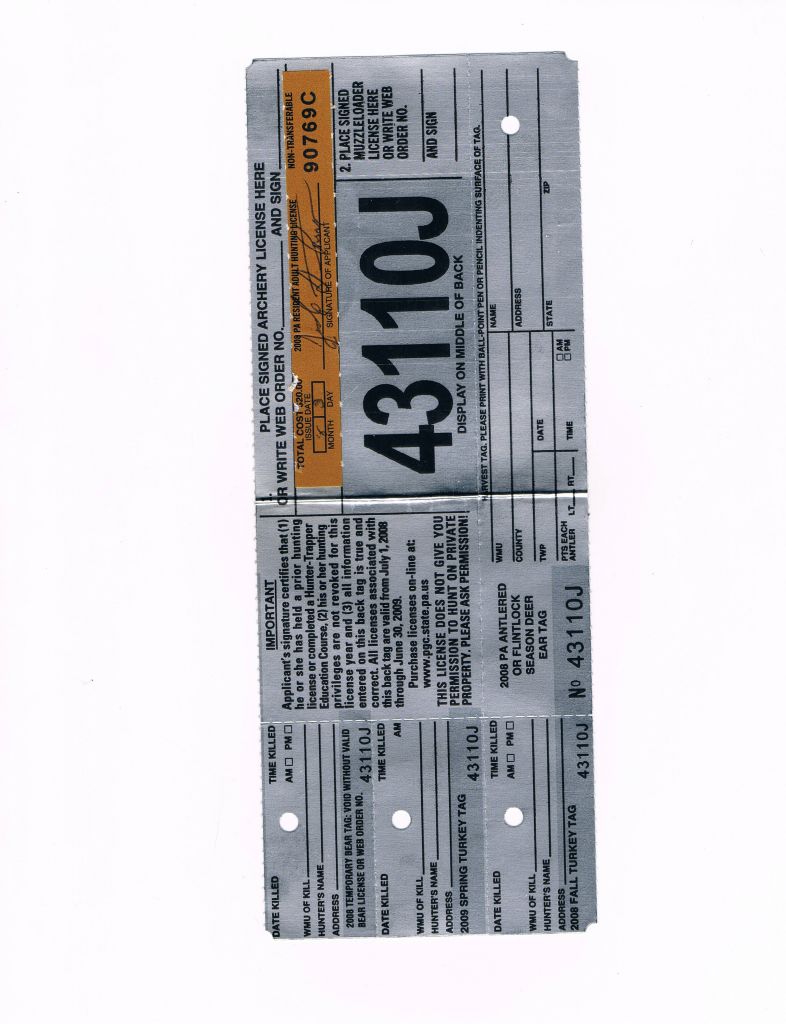 1.
PLACE SIGNED ARCHERY LICENSE HERE
OR WRITE WEB ORDER NO.__________ AND SIGN
TOTAL COST $20.00 2008 PA RESIDENT ADULT HUNTING LICENSE NON-TRANSFERABLE
ISSUE DATE
MONTH DAY
SIGNATURE OF APPLICANT
90769C
2. PLACE SIGNED
MUZZLELOADER
LICENSE HERE
OR WRITE WEB
ORDER NO.
AND SIGN
43110J
DISPLAY ON MIDDLE OF BACK
IMPORTANT
Applicant's signature certifies that (1)
he or she has held a prior hunting
license or completed a Hunter-Trapper
Education Course, (2) his or her hunting
privileges are not revoked for this
license year and (3) all information
entered on this back tag is true and
correct. All licenses associated with
this back tag are valid from July 1, 2008
through June 30, 2009.
Purchase licenses on-line at:
www.pgc.state.pa.us
THIS LICENSE DOES NOT GIVE YOU
PERMISSION TO HUNT ON PRIVATE
PROPERTY. PLEASE ASK PERMISSION!
HARVEST TAG. PLEASE PRINT WITH BALL-POINT PEN OR PENCIL INDENTING SURFACE OF TAG.
WMU
NAME
COUNTY
ADDRESS
TWP
DATE
STATE
ZIP
PTS EACH
ANTLER
LT.
RT.
TIME
AM
PM
2008 PA ANTLERED
OR FLINTLOCK
SEASON DEER
EAR TAG
No 43110J
DATE KILLED
TIME KILLED
AM PM
WMU OF KILL
HUNTER'S NAME
ADDRESS
2008 TEMPORARY BEAR TAG: VOID WITHOUT VALID
BEAR LICENSE OR WEB ORDER NO. 43110J
DATE KILLED
TIME KILLED
AM
WMU OF KILL
HUNTER'S NAME
ADDRESS
2009 SPRING TURKEY TAG 43110J
DATE KILLED
TIME KILLED
AM PM
WMU OF KILL
HUNTER'S NAME
ADDRESS
2008 FALL TURKEY TAG 43110J